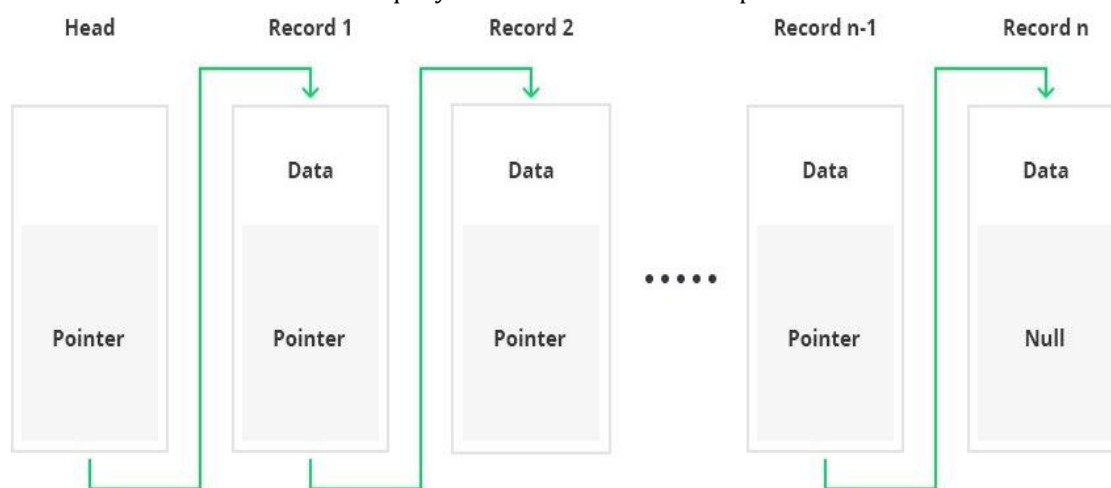 Head Record 1 Record 2 Record n-1 Record n
Data Data Data Data
Pointer Pointer Pointer Pointer Null